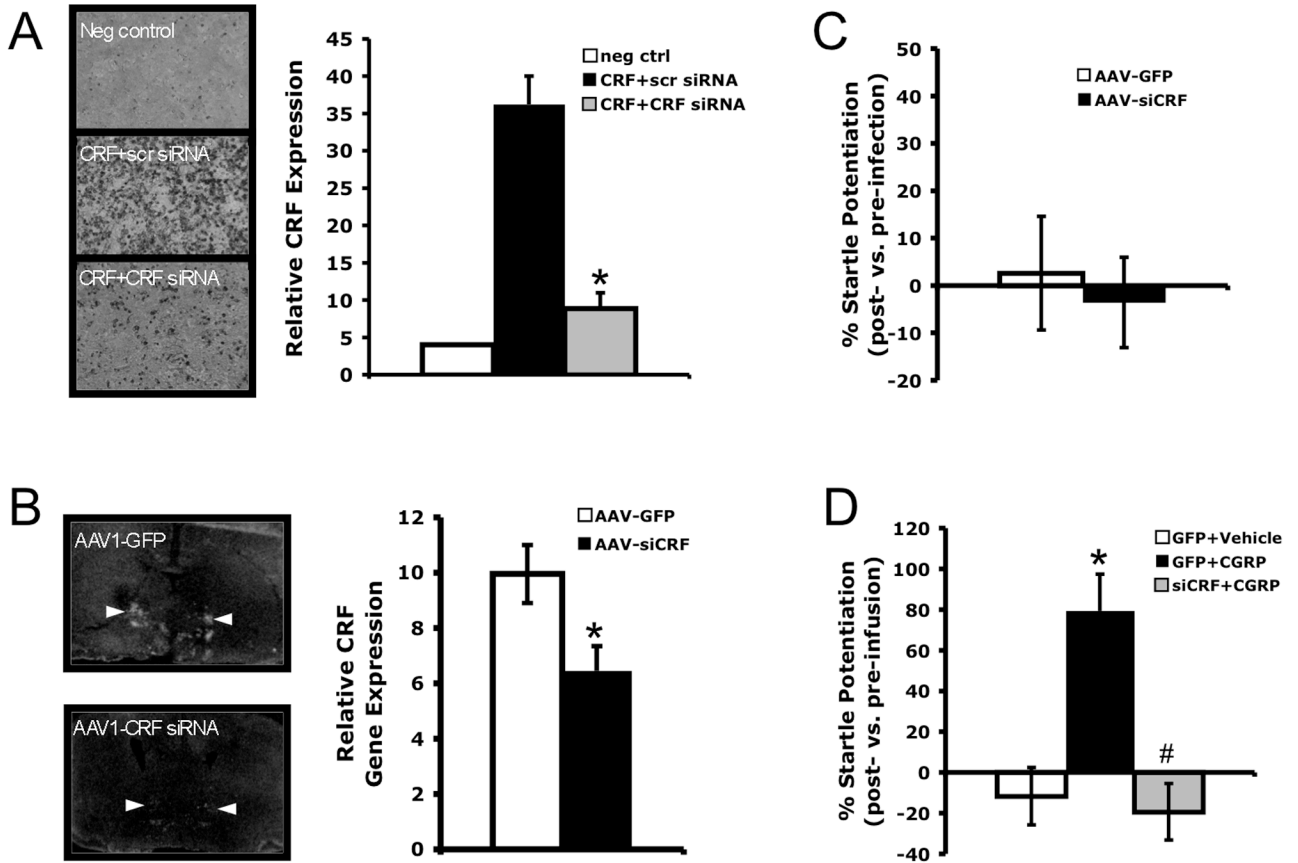 A
Neg control
CRF+scr siRNA
CRF+CRF siRNA
Relative CRF Expression
45
40
35
30
25
20
15
10
5
0
neg ctrl
CRF+scr siRNA
CRF+CRF siRNA
*
C
% Startle Potentiation
(post- vs. pre-infection)
50
40
30
20
10
0
-10
-20
AAV-GFP
AAV-siCRF
B
AAV1-GFP
AAV1-CRF siRNA
Relative CRF
Gene Expression
12
10
8
6
4
2
0
AAV-GFP
AAV-siCRF
*
D
% Startle Potentiation
(post- vs. pre-infusion)
120
100
80
60
40
20
0
-20
-40
GFP+Vehicle
GFP+CGRP
siCRF+CGRP
*
#